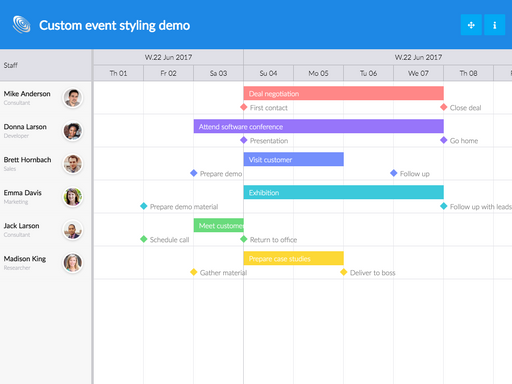 Custom event styling demo
Staff
W.22 Jun 2017
W.22 Jun 2017
Th 01
Fr 02
Sa 03
Su 04
Mo 05
Tu 06
We 07
Th 08
Mike Anderson
Consultant
Deal negotiation
First contact
Close deal
Donna Larson
Developer
Attend software conference
Presentation
Go home
Brett Hornbach
Sales
Visit customer
Prepare demo
Follow up
Emma Davis
Marketing
Exhibition
Prepare demo material
Follow up with leads
Jack Larson
Consultant
Meet customer
Schedule call
Return to office
Madison King
Researcher
Prepare case studies
Gather material
Deliver to boss